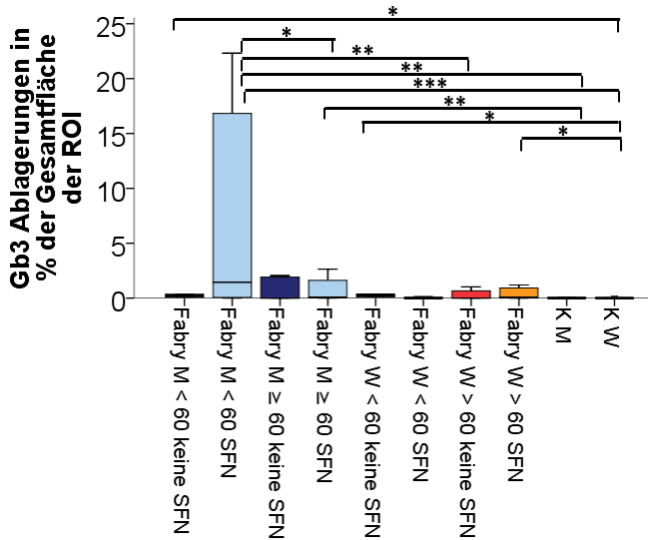 Gb3 Ablagerungen in
% der Gesamtfläche
der ROI
25
20
15
10
5
0
*
*
**
**
***
**
*
*
Fabry M < 60 keine SFN
Fabry M < 60 SFN
Fabry M ≥ 60 keine SFN
Fabry M ≥ 60 SFN
Fabry W < 60 keine SFN
Fabry W < 60 SFN
Fabry W > 60 keine SFN
Fabry W > 60 SFN
K M
K W